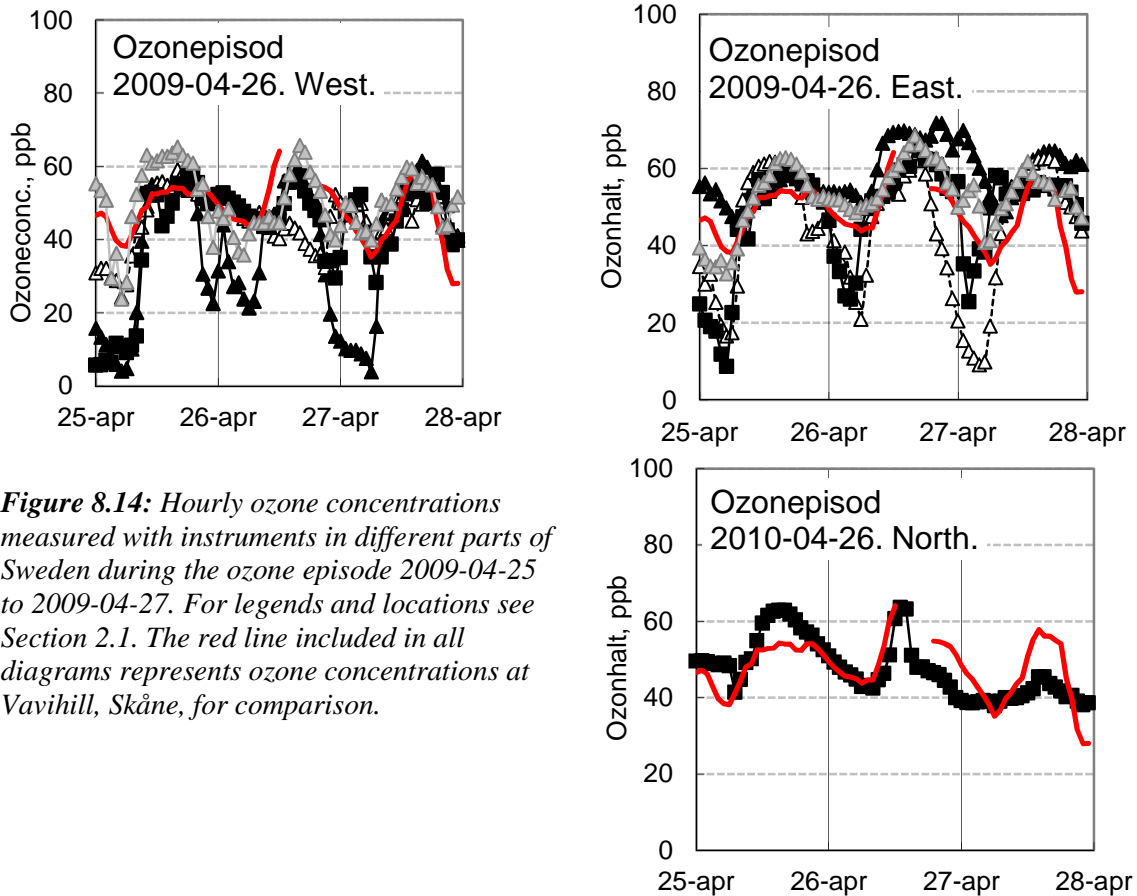 100
80
60
40
20
0
Ozoneconc., ppb
Ozonepisod
2009-04-26. West.
25-apr 26-apr 27-apr 28-apr
100
80
60
40
20
0
Ozonhalt, ppb
Ozonepisod
2009-04-26. East.
25-apr 26-apr 27-apr 28-apr
Figure 8.14: Hourly ozone concentrations
measured with instruments in different parts of
Sweden during the ozone episode 2009-04-25
to 2009-04-27. For legends and locations see
Section 2.1. The red line included in all
diagrams represents ozone concentrations at
Vavihill, Skåne, for comparison.
100
80
60
40
20
0
Ozonhalt, ppb
Ozonepisod
2010-04-26. North.
25-apr 26-apr 27-apr 28-apr